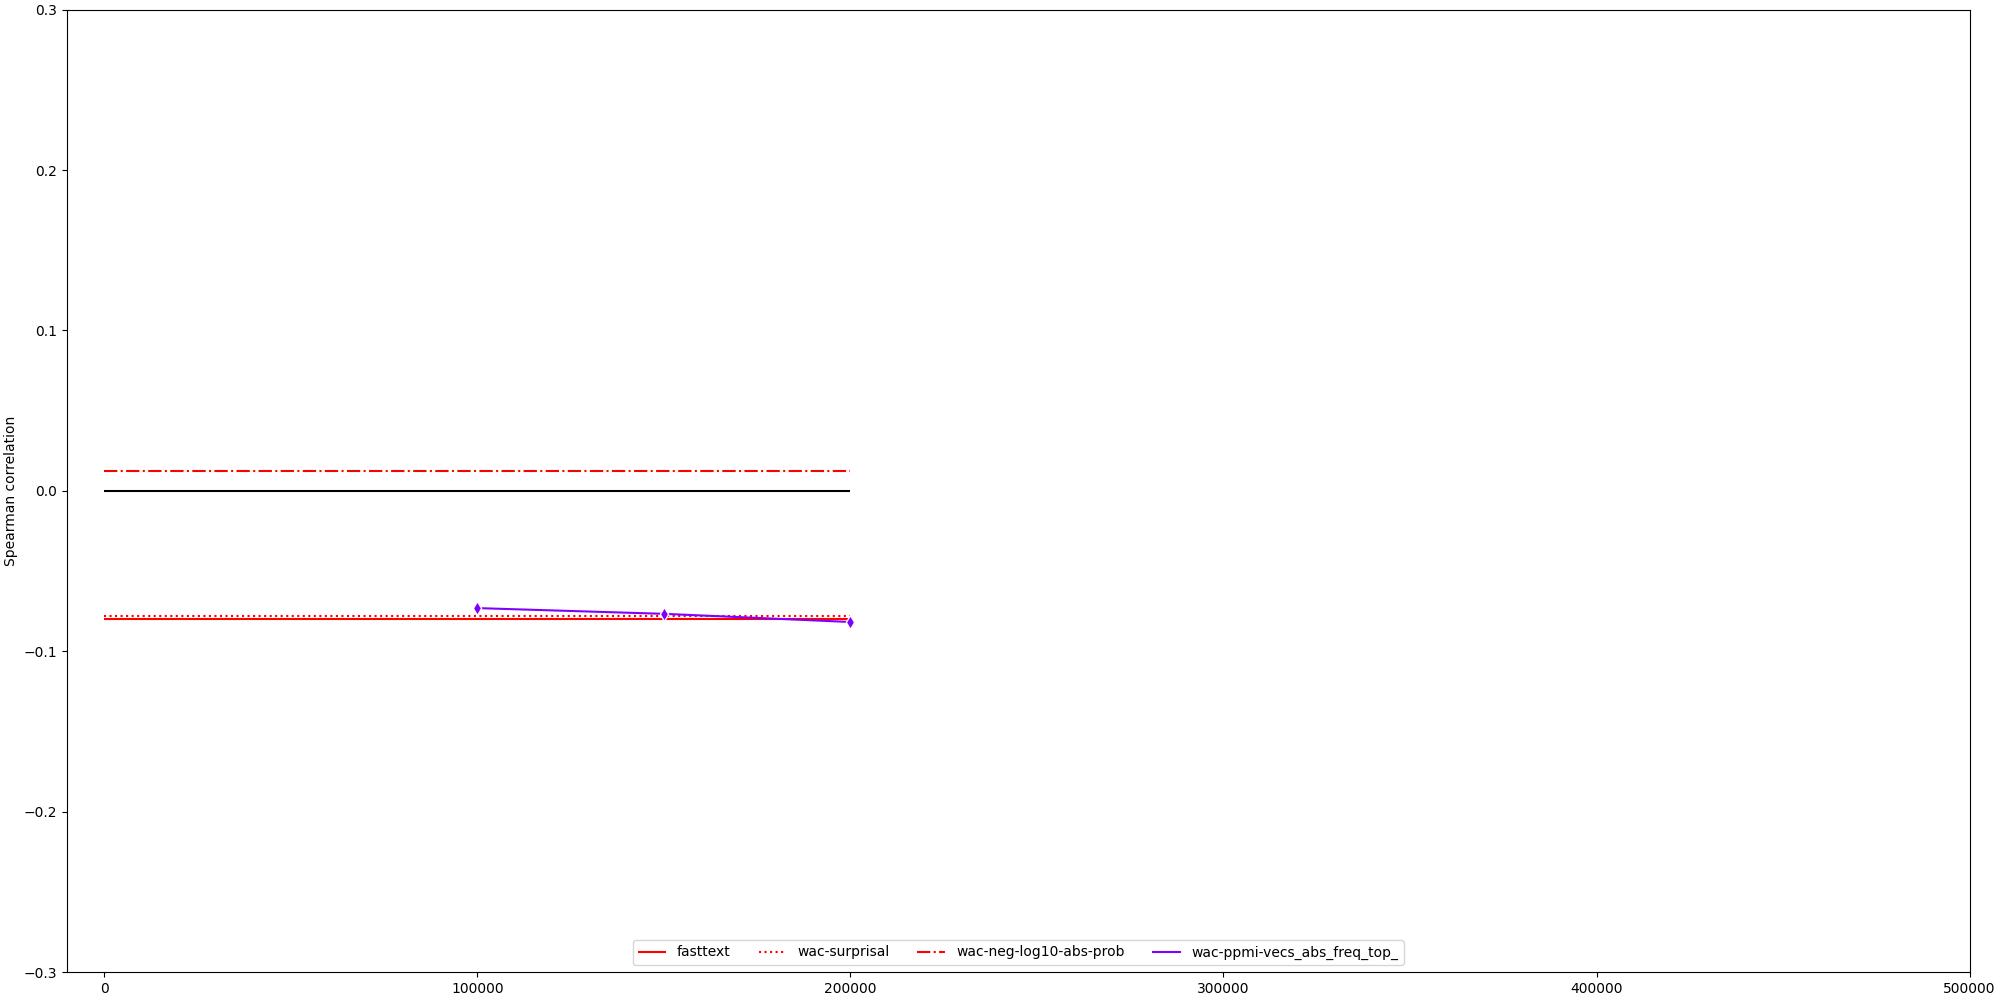 0.3
0.2
0.1
0.0
−0.1
−0.2
−0.3
Spearman correlation
fasttext wac-surprisal wac-neg-log10-abs-prob wac-ppmi-vecs_abs_freq_top_
0 100000 200000 300000 400000 500000